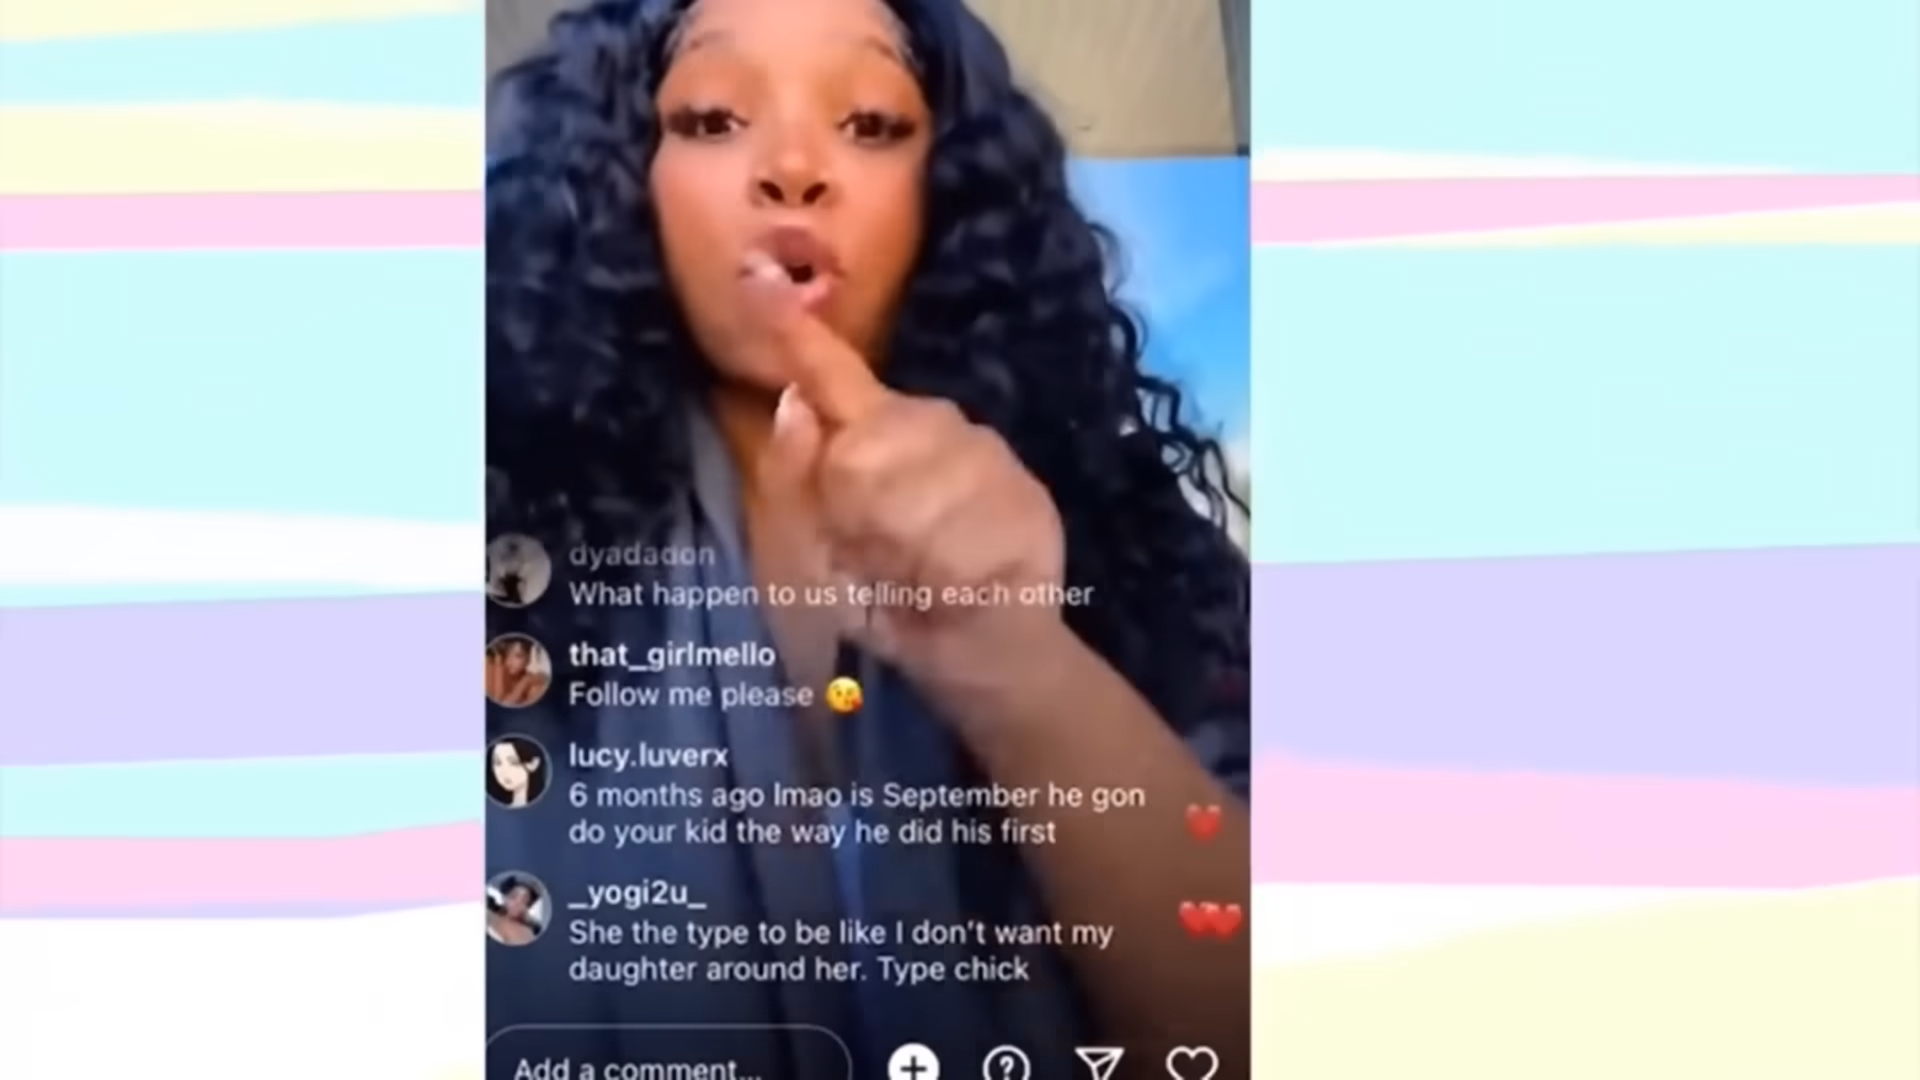 dyadadon
What happen to us telling each other
that_girlmello
Follow me please 😘
lucy.luverx
6 months ago lmao is September he gon
do your kid the way he did his first
_yogi2u_
She the type to be like I don't want my
daughter around her. Type chick
Add a comment...